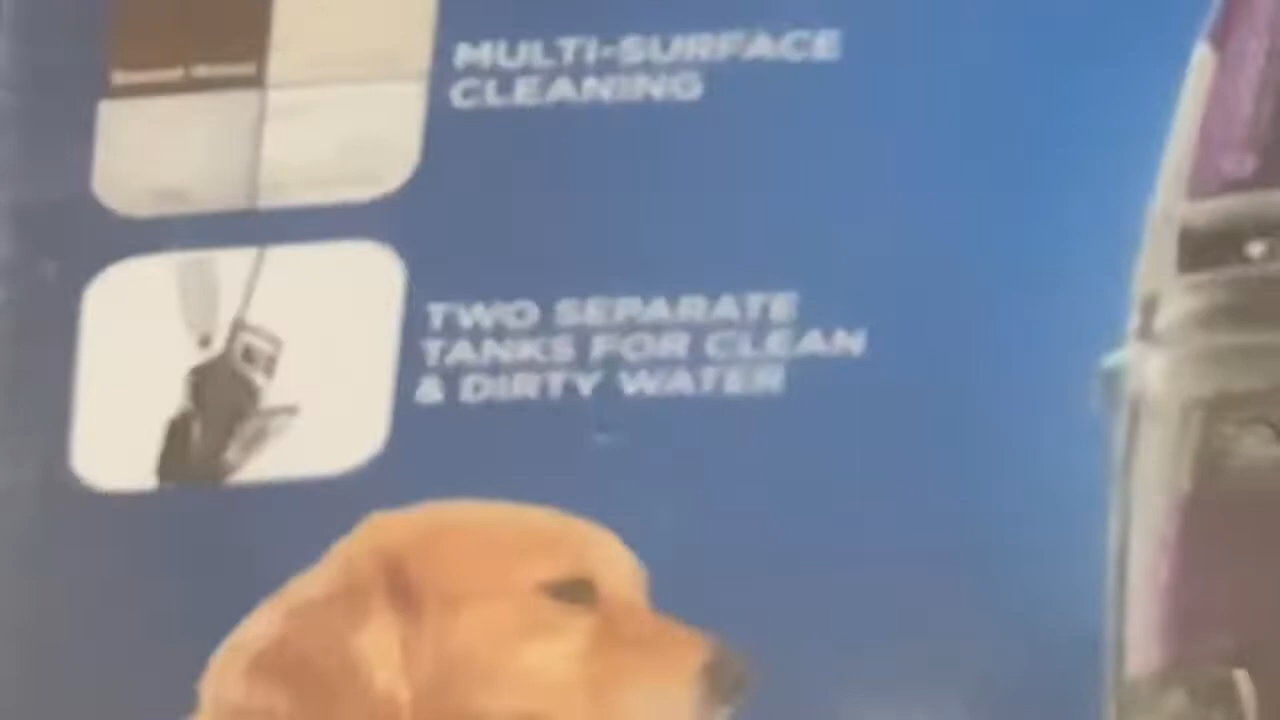 MULTI-SURFACE
CLEANING
TWO SEPARATE
TANKS FOR CLEAN
& DIRTY WATER